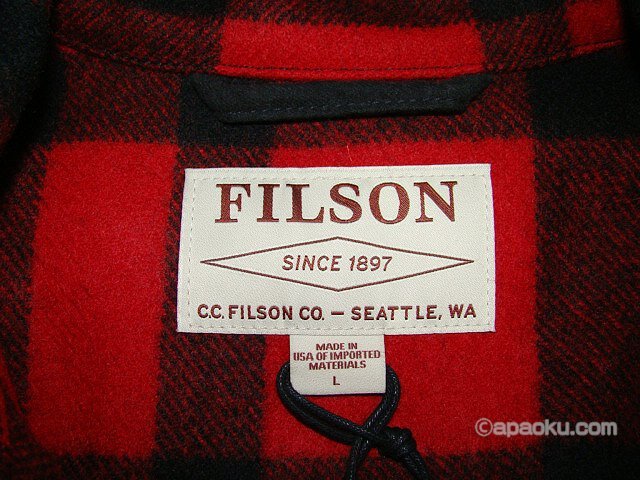 FILSON
SINCE 1897
C.C. FILSON CO. — SEATTLE, WA
MADE IN
USA OF IMPORTED
MATERIALS
L
©apaoku.com